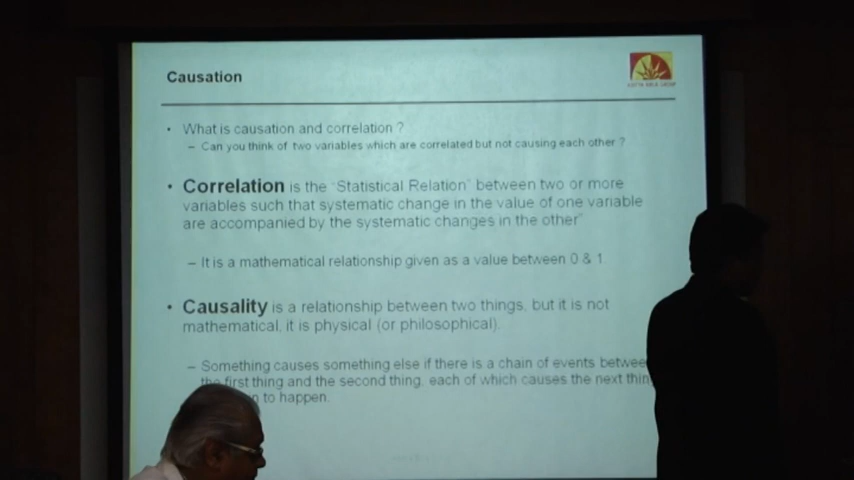 Causation
• What is causation and correlation ?
– Can you think of two variables which are correlated but not causing each other ?
• Correlation is the “Statistical Relation” between two or more
variables such that systematic change in the value of one variable
are accompanied by the systematic changes in the other”
– It is a mathematical relationship given as a value between 0 & 1.
• Causality is a relationship between two things, but it is not
mathematical, it is physical (or philosophical).
– Something causes something else if there is a chain of events between
the first thing and the second thing, each of which causes the next thin
to happen.